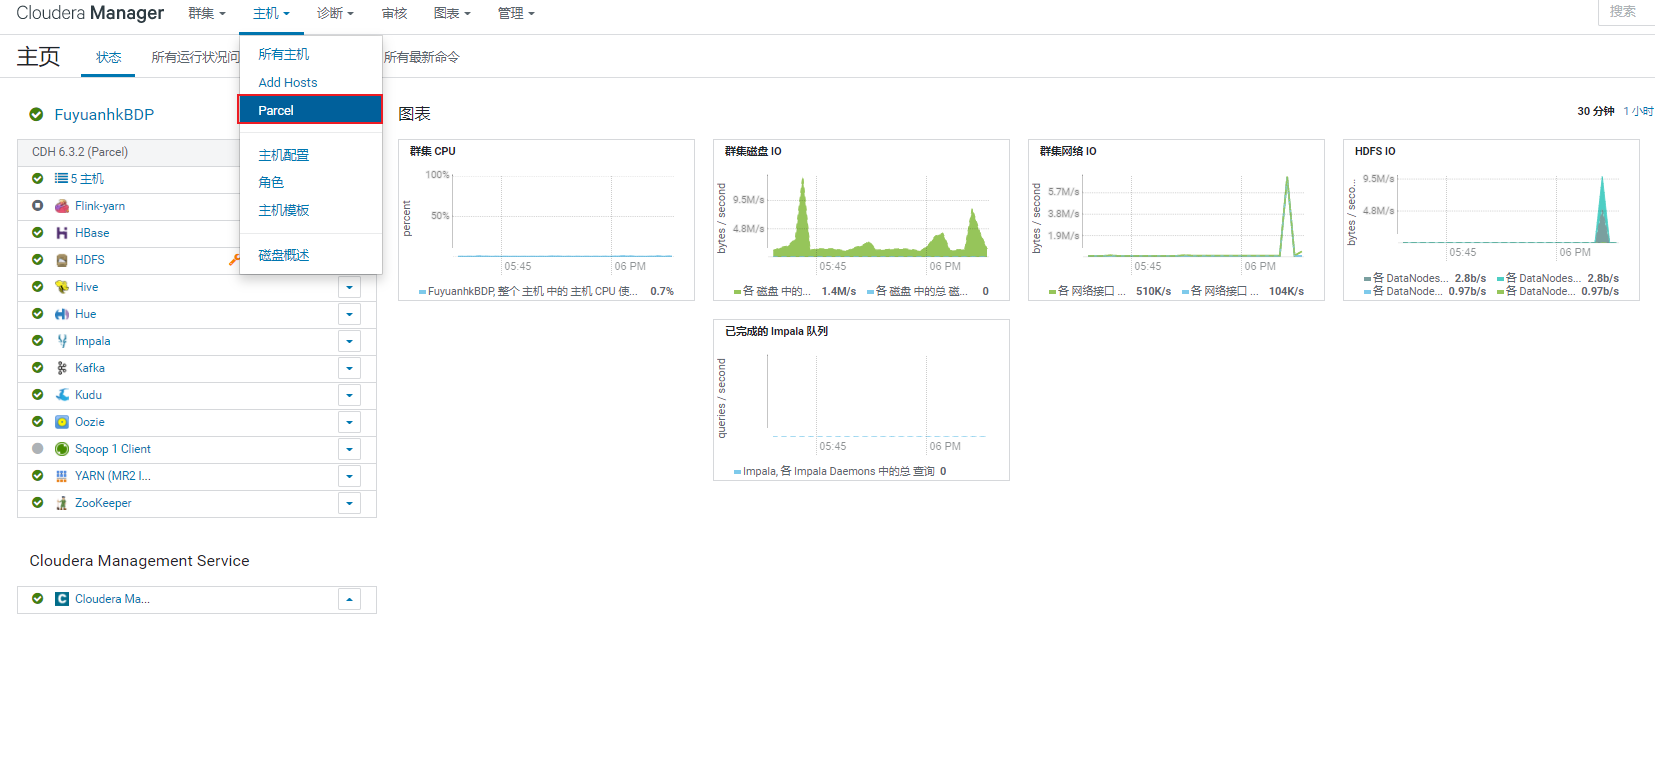 Cloudera Manager
群集
主机
诊断
审核
图表
管理
搜索
主页
状态
所有运行状况问
所有最新命令
所有主机
Add Hosts
Parcel
主机配置
角色
主机模板
磁盘概述
FuyuanhkBDP
CDH 6.3.2 (Parcel)
5 主机
Flink-yarn
HBase
HDFS
Hive
Hue
Impala
Kafka
Kudu
Oozie
Sqoop 1 Client
YARN (MR2 I...
ZooKeeper
Cloudera Management Service
Cloudera Ma...
图表
30 分钟 1 小时
群集 CPU
percent
100%
50%
05:45
06 PM
FuyuanhkBDP, 整个 主机 中的 主机 CPU 使... 0.7%
群集磁盘 IO
bytes / second
9.5M/s
4.8M/s
05:45
06 PM
各 磁盘 中的... 1.4M/s 各 磁盘 中的总 磁... 0
群集网络 IO
bytes / second
5.7M/s
3.8M/s
1.9M/s
05:45
06 PM
各 网络接口 ... 510K/s 各 网络接口 ... 104K/s
HDFS IO
bytes / seco...
9.5M/s
4.8M/s
05:45
06 PM
各 DataNodes... 2.8b/s 各 DataNodes... 2.8b/s
各 DataNode... 0.97b/s 各 DataNode... 0.97b/s
已完成的 Impala 队列
queries / second
05:45
06 PM
Impala, 各 Impala Daemons 中的总 查询 0